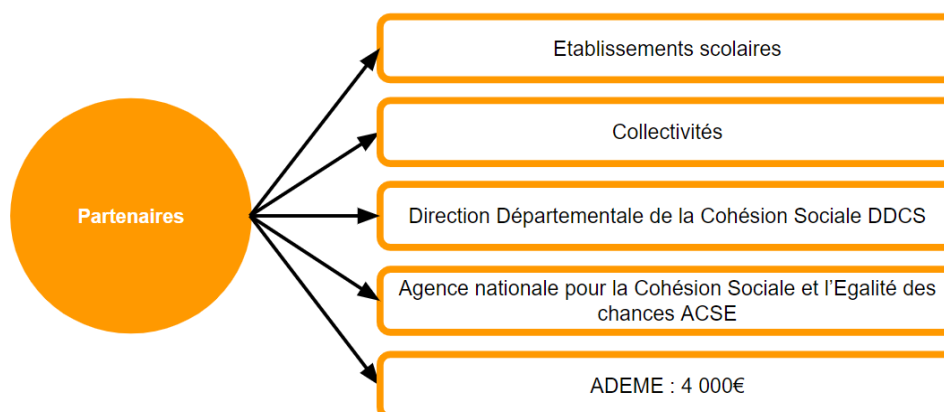 Etablissements scolaires
Collectivités
Partenaires
Direction Départementale de la Cohésion Sociale DDCS
Agence nationale pour la Cohésion Sociale et l'Egalité des
chances ACSE
ADEME : 4 000€